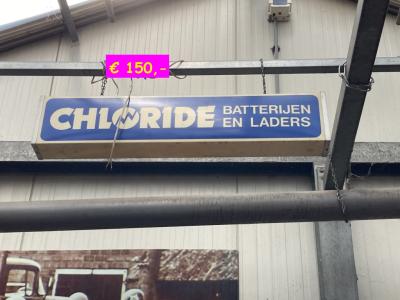 € 150,-
CHLORIDE BATTERIJEN
EN LADERS